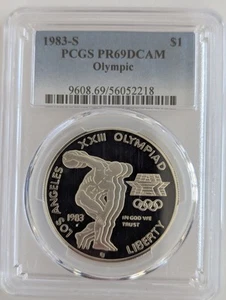 1983-S $1
PCGS PR69DCAM
Olympic
9608.69/56052218
LOS ANGELES XXIII OLYMPIAD
1983
IN GOD WE
TRUST
LIBERTY